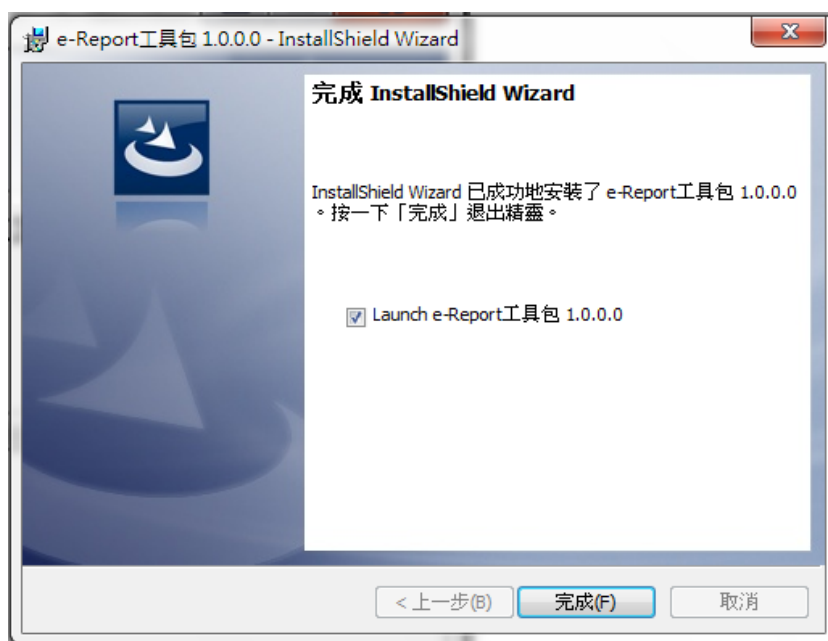 e-Report工具包 1.0.0.0 - InstallShield Wizard
完成 InstallShield Wizard
InstallShield Wizard 已成功地安裝了 e-Report工具包 1.0.0.0
。按一下「完成」退出精靈。
Launch e-Report工具包 1.0.0.0
<上一步(B) 完成(F) 取消